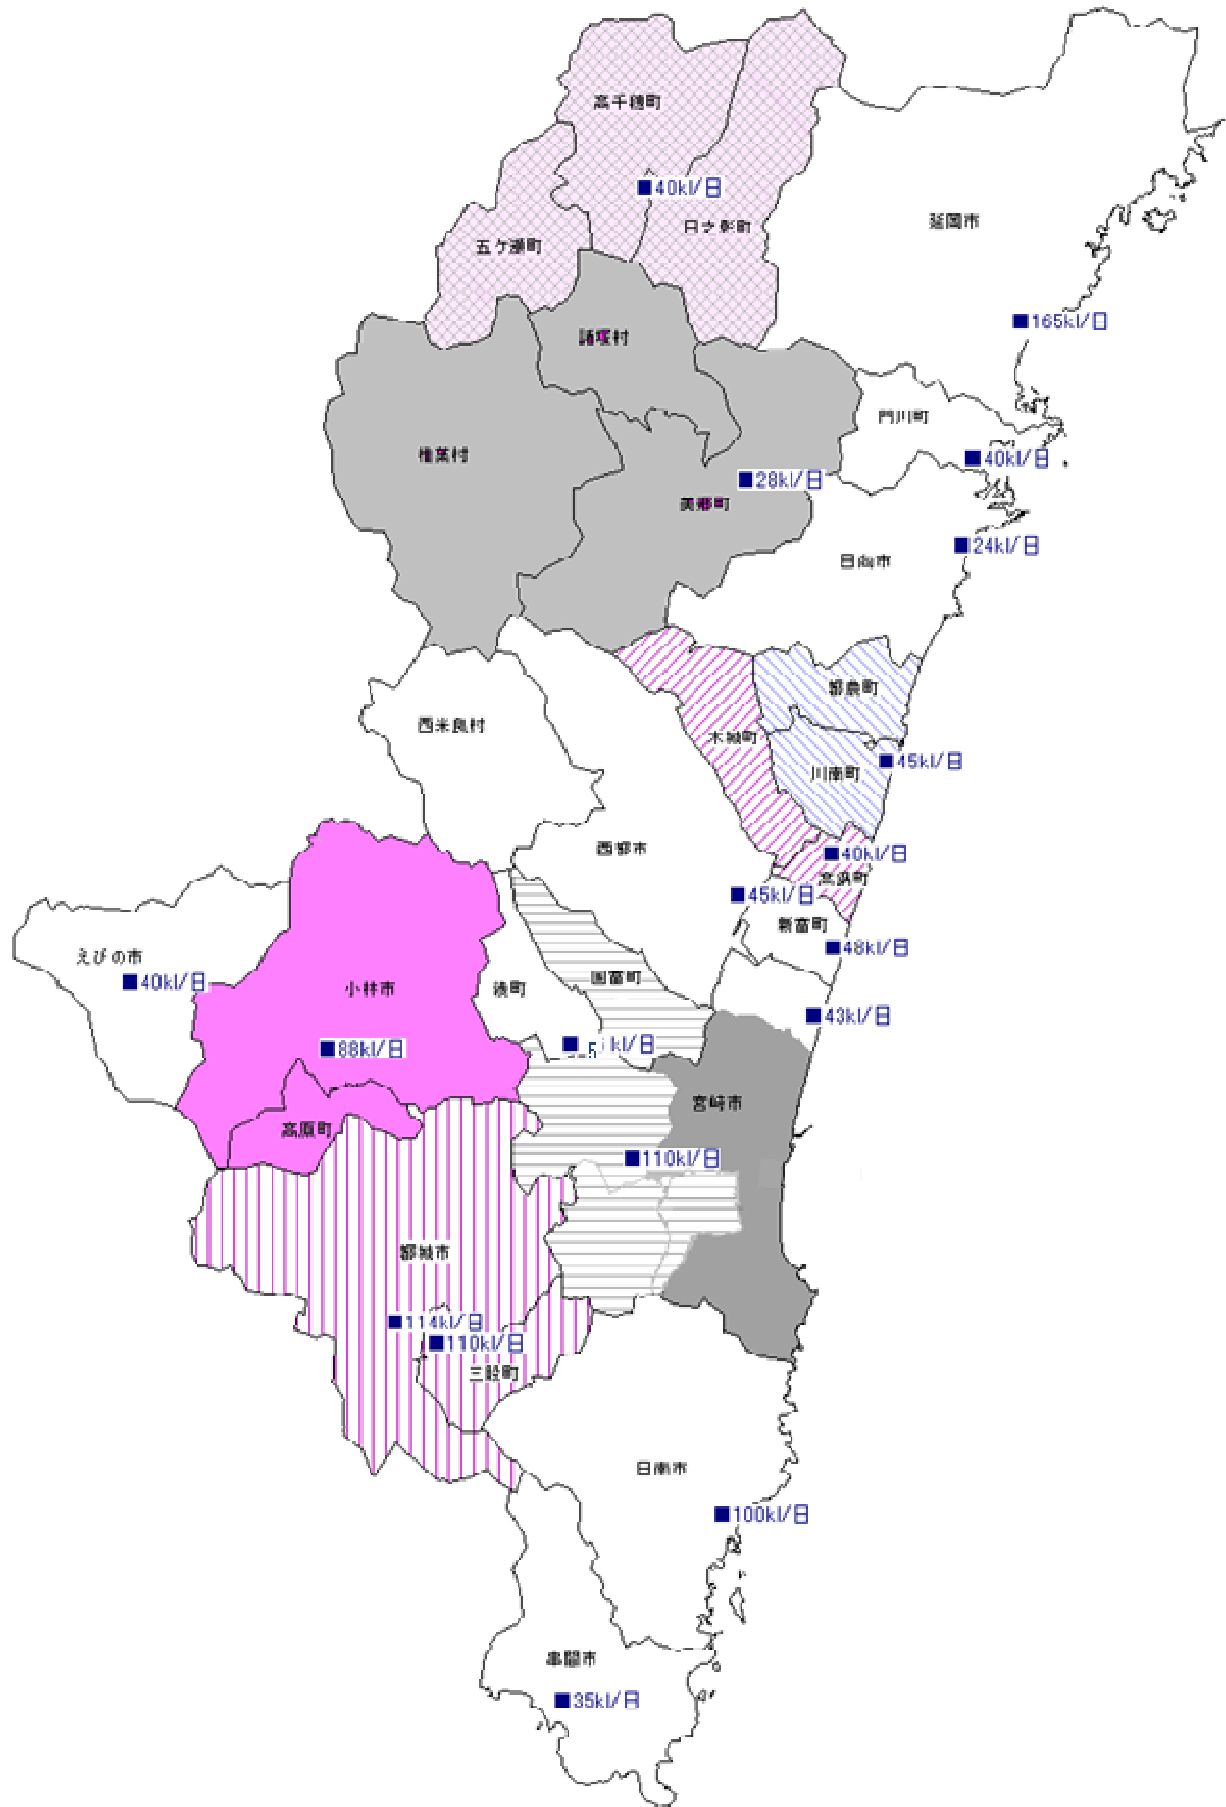 高千穂町
■40kl/日
日之影町
延岡市
五ケ瀬町
■165kl/日
諸塚村
門川町
椎葉村
■40kl/日
■28kl/日
美郷町
■24kl/日
日向市
都農町
西米良村
木城町
■45kl/日
川南町
西都市
■40kl/日
高鍋町
■45kl/日
新富町
■48kl/日
えびの市
■40kl/日
国富町
小林市
綾町
■43kl/日
■88kl/日
宮崎市
高原町
■110kl/日
都城市
■114kl/日
■110kl/日
三股町
日南市
■100kl/日
串間市
■35kl/日